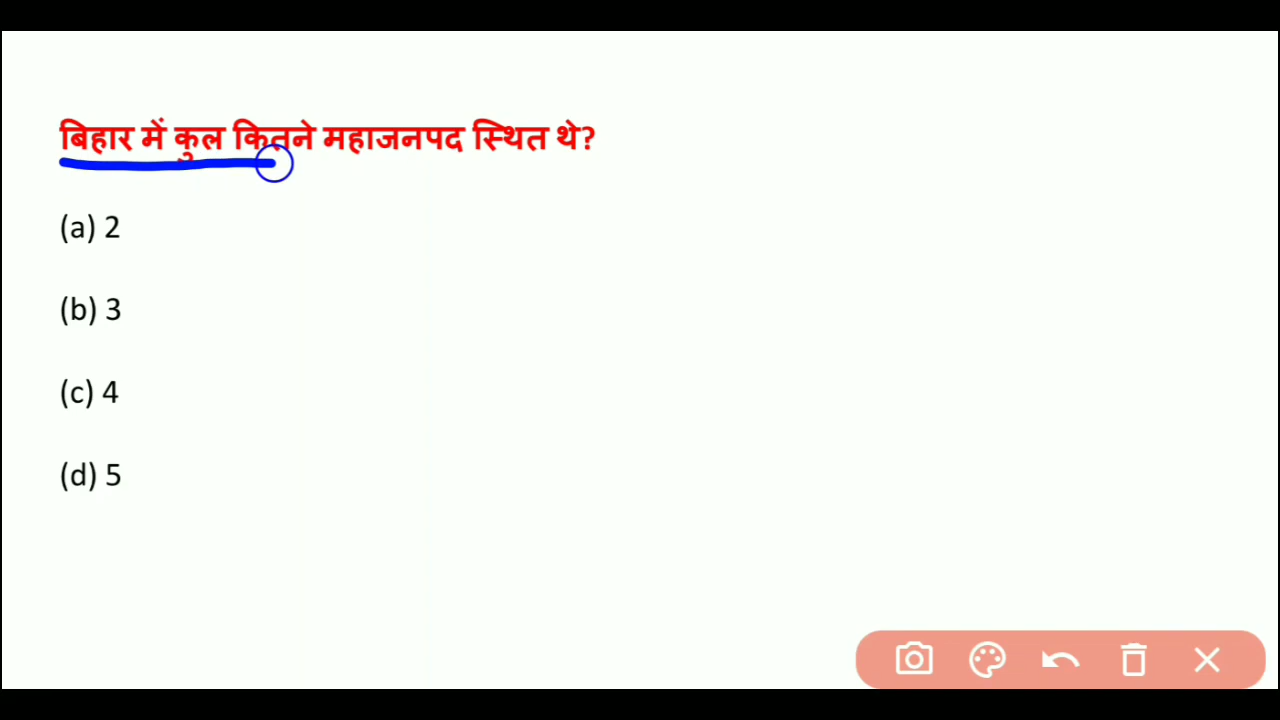 बिहार में कुल कितने महाजनपद स्थित थे?
(a) 2
(b) 3
(c) 4
(d) 5